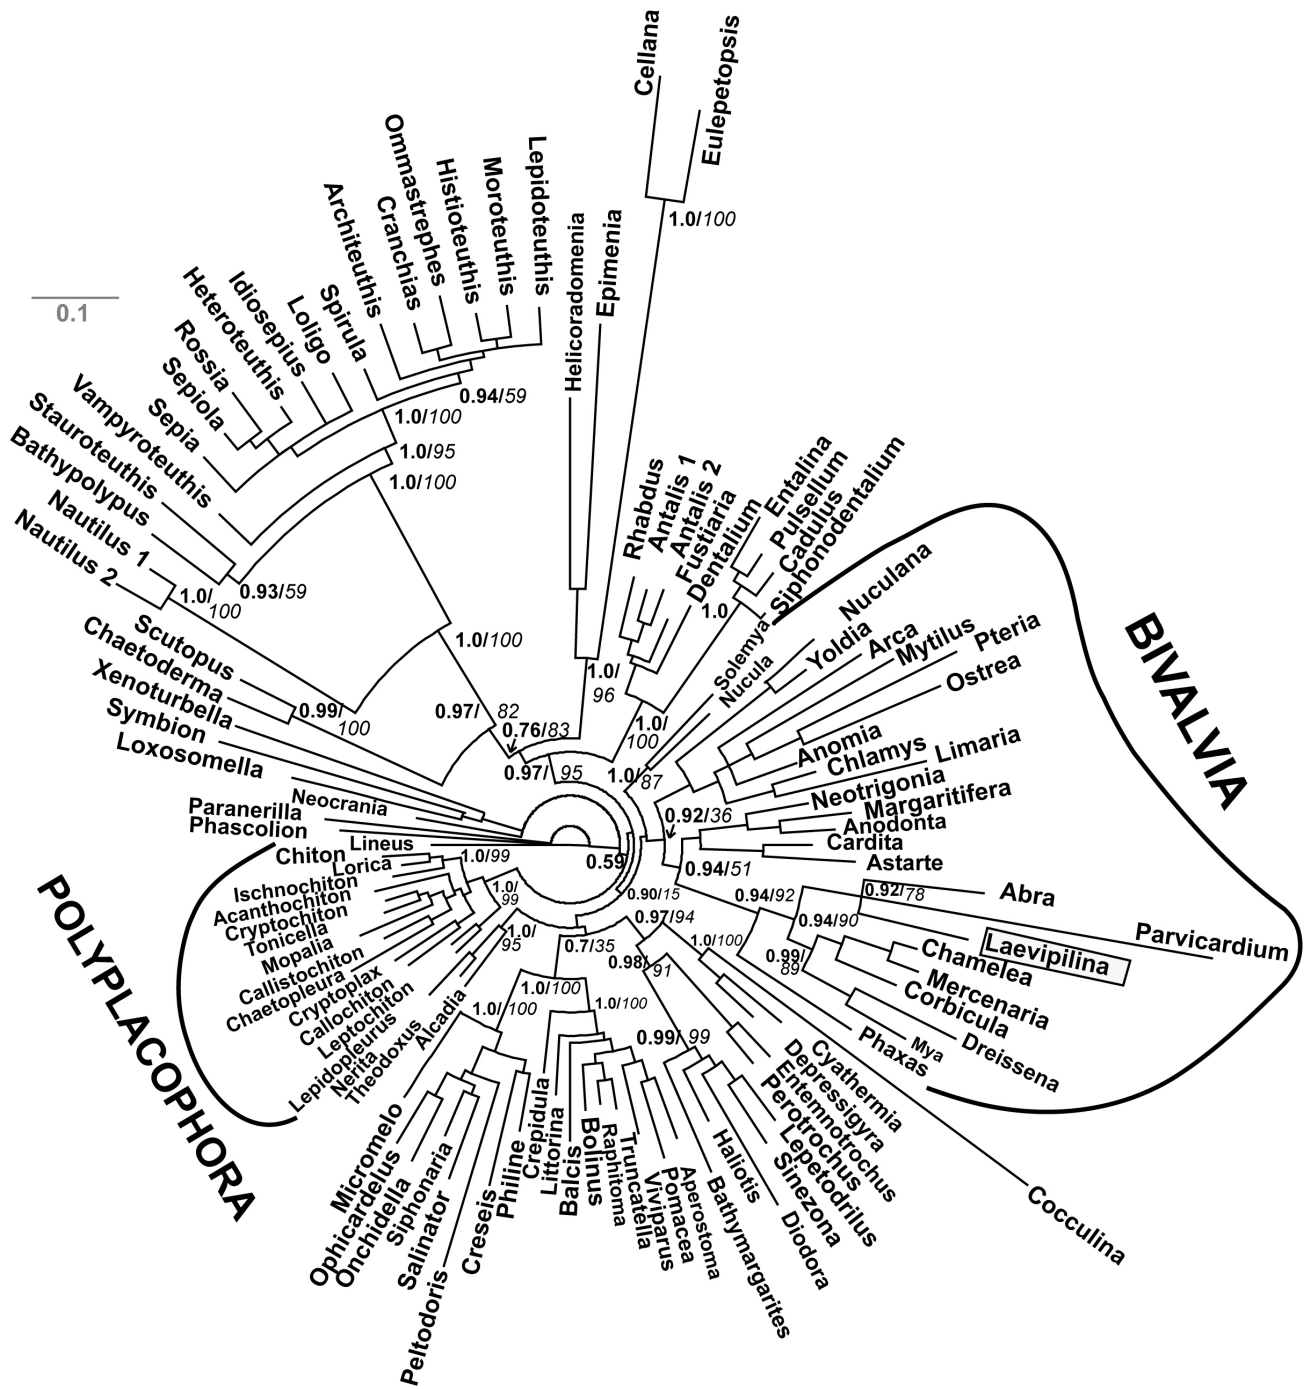 Cellana
Eulepetopsis
1.0/100
Lepidoteuthis
Moroteuthis
Histioteuthis
Ommastrephes
Cranchias
Architeuthis
Spirula
Loligo
Idiosepius
Heteroteuthis
Rossia
Sepiola
Sepia
Vampyroteuthis
Stauroteuthis
Bathypolypus
Nautilus 1
Nautilus 2
0.1
0.94/59
1.0/100
1.0/95
1.0/100
0.93/59
1.0/
100
1.0/100
Helicoradomenia
Epimenia
1.0/
96
Rhabdus
Antalis 1
Antalis 2
Fustiaria
Dentalium
Entalina
Pulsellum
Cadulus
Siphonodentalium
1.0
1.0/
100
Scutopus
Chaetoderma
0.99/
100
Xenoturbella
Symbion
Loxosomella
Neocrania
Paranerilla
Phascolion
Lineus
0.97/
82
0.76/83
0.97/
95
1.0/
87
0.59
BIVALVIA
Solemya
Nucula
Nuculana
Yoldia
Arca
Mytilus
Pteria
Ostrea
Anomia
Chlamys
Limaria
Neotrigonia
Margaritifera
Anodonta
Cardita
Astarte
0.92/36
0.94/51
0.94/92
0.92/78
Abra
Parvicardium
Laevipilina
0.94/90
0.99/
89
Chamelea
Mercenaria
Corbicula
Dreissena
Mya
Phaxas
0.90/15
0.97/94
1.0/100
0.98/
91
Cocculina
Cyathermia
Depressigyra
Entemnotrochus
Perotrochus
Lepetodrilus
Sinezona
Diodora
Haliotis
Bathymargarites
0.99/
99
Aperostoma
Pomacea
Viviparus
Truncatella
Raphitoma
Bolinus
Balcis
Littorina
Crepidula
0.7/35
1.0/100
1.0/100
1.0/
100
Philine
Creseis
Peltodoris
Salinator
Siphonaria
Onchidella
Ophicardelus
Micromelo
Alcadia
Theodoxus
Nerita
1.0/
95
POLYPLACOPHORA
Chiton
Lorica
Ischnochiton
Acanthochiton
Cryptochiton
Tonicella
Mopalia
Callistochiton
Chaetopleura
Cryptoplax
Callochiton
Leptochiton
Lepidopleurus
1.0/99
1.0/
99